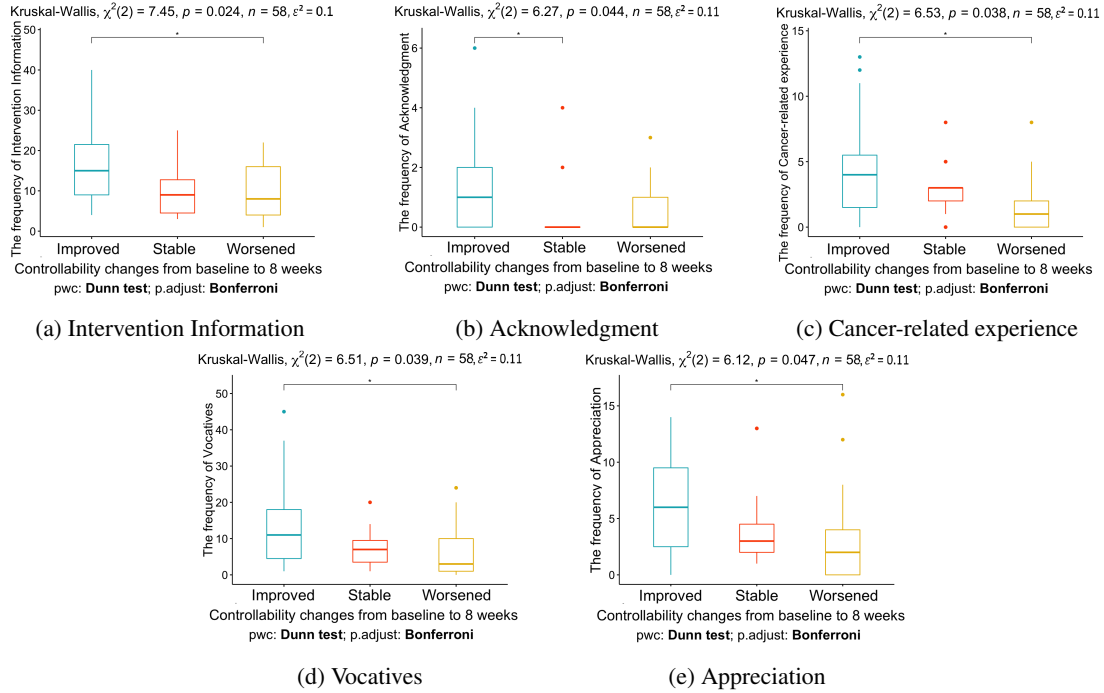 Kruskal-Wallis, χ²(2) = 7.45, p = 0.024, n = 58, ε² = 0.1
The frequency of Intervention Information
50
40
30
20
10
0
*
Improved Stable Worsened
Controllability changes from baseline to 8 weeks
pwc: Dunn test; p.adjust: Bonferroni
(a) Intervention Information
Kruskal-Wallis, χ²(2) = 6.27, p = 0.044, n = 58, ε² = 0.11
The frequency of Acknowledgment
6
4
2
0
*
Improved Stable Worsened
Controllability changes from baseline to 8 weeks
pwc: Dunn test; p.adjust: Bonferroni
(b) Acknowledgment
Kruskal-Wallis, χ²(2) = 6.53, p = 0.038, n = 58, ε² = 0.11
The frequency of Cancer-related experience
15
10
5
0
*
Improved Stable Worsened
Controllability changes from baseline to 8 weeks
pwc: Dunn test; p.adjust: Bonferroni
(c) Cancer-related experience
Kruskal-Wallis, χ²(2) = 6.51, p = 0.039, n = 58, ε² = 0.11
The frequency of Vocatives
50
40
30
20
10
0
*
Improved Stable Worsened
Controllability changes from baseline to 8 weeks
pwc: Dunn test; p.adjust: Bonferroni
(d) Vocatives
Kruskal-Wallis, χ²(2) = 6.12, p = 0.047, n = 58, ε² = 0.11
The frequency of Appreciation
15
10
5
0
*
Improved Stable Worsened
Controllability changes from baseline to 8 weeks
pwc: Dunn test; p.adjust: Bonferroni
(e) Appreciation